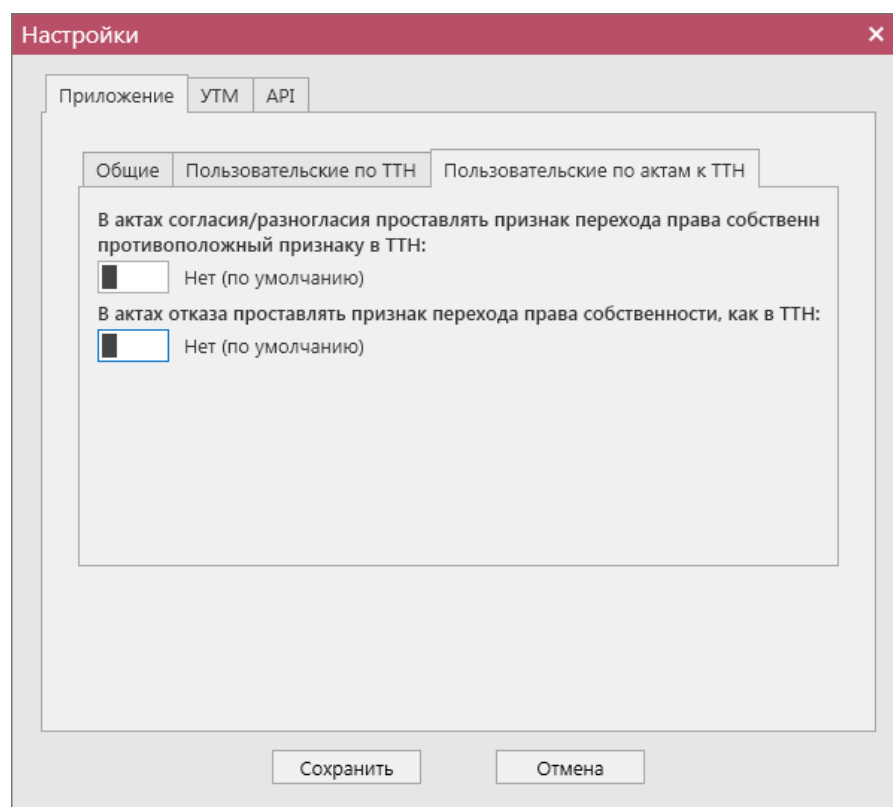 Настройки
Приложение УТМ API
Общие Пользовательские по ТТН Пользовательские по актам к ТТН
В актах согласия/разногласия проставлять признак перехода права собственн
противоположный признаку в ТТН:
Нет (по умолчанию)
В актах отказа проставлять признак перехода права собственности, как в ТТН:
Нет (по умолчанию)
Сохранить Отмена